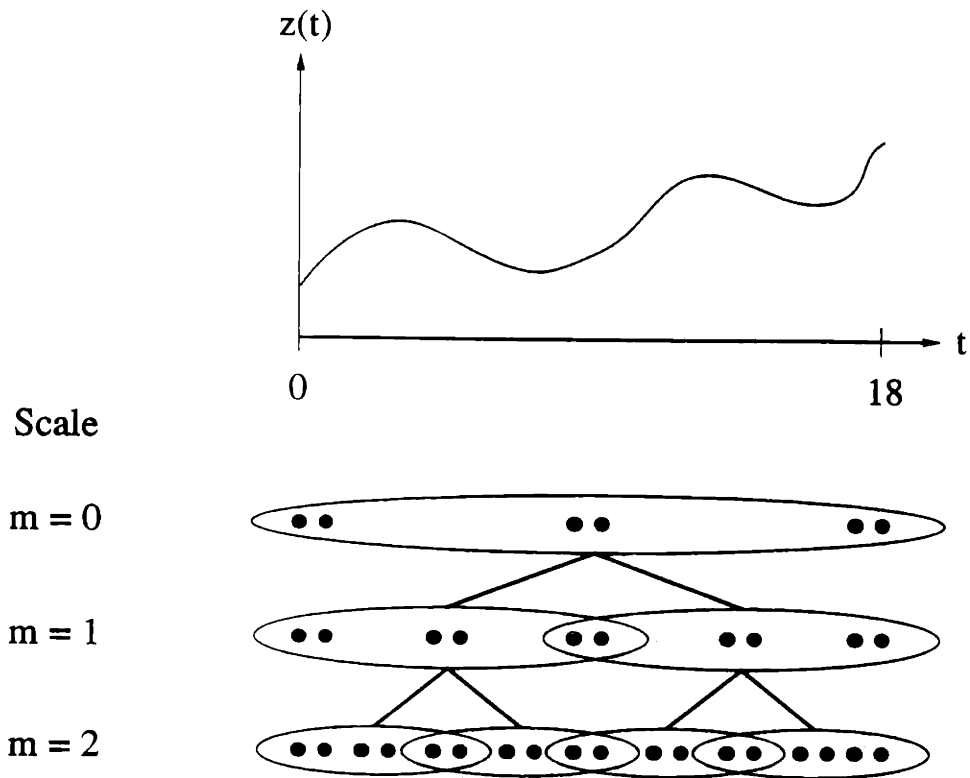 z(t)
t
0
18
Scale
m = 0
m = 1
m = 2